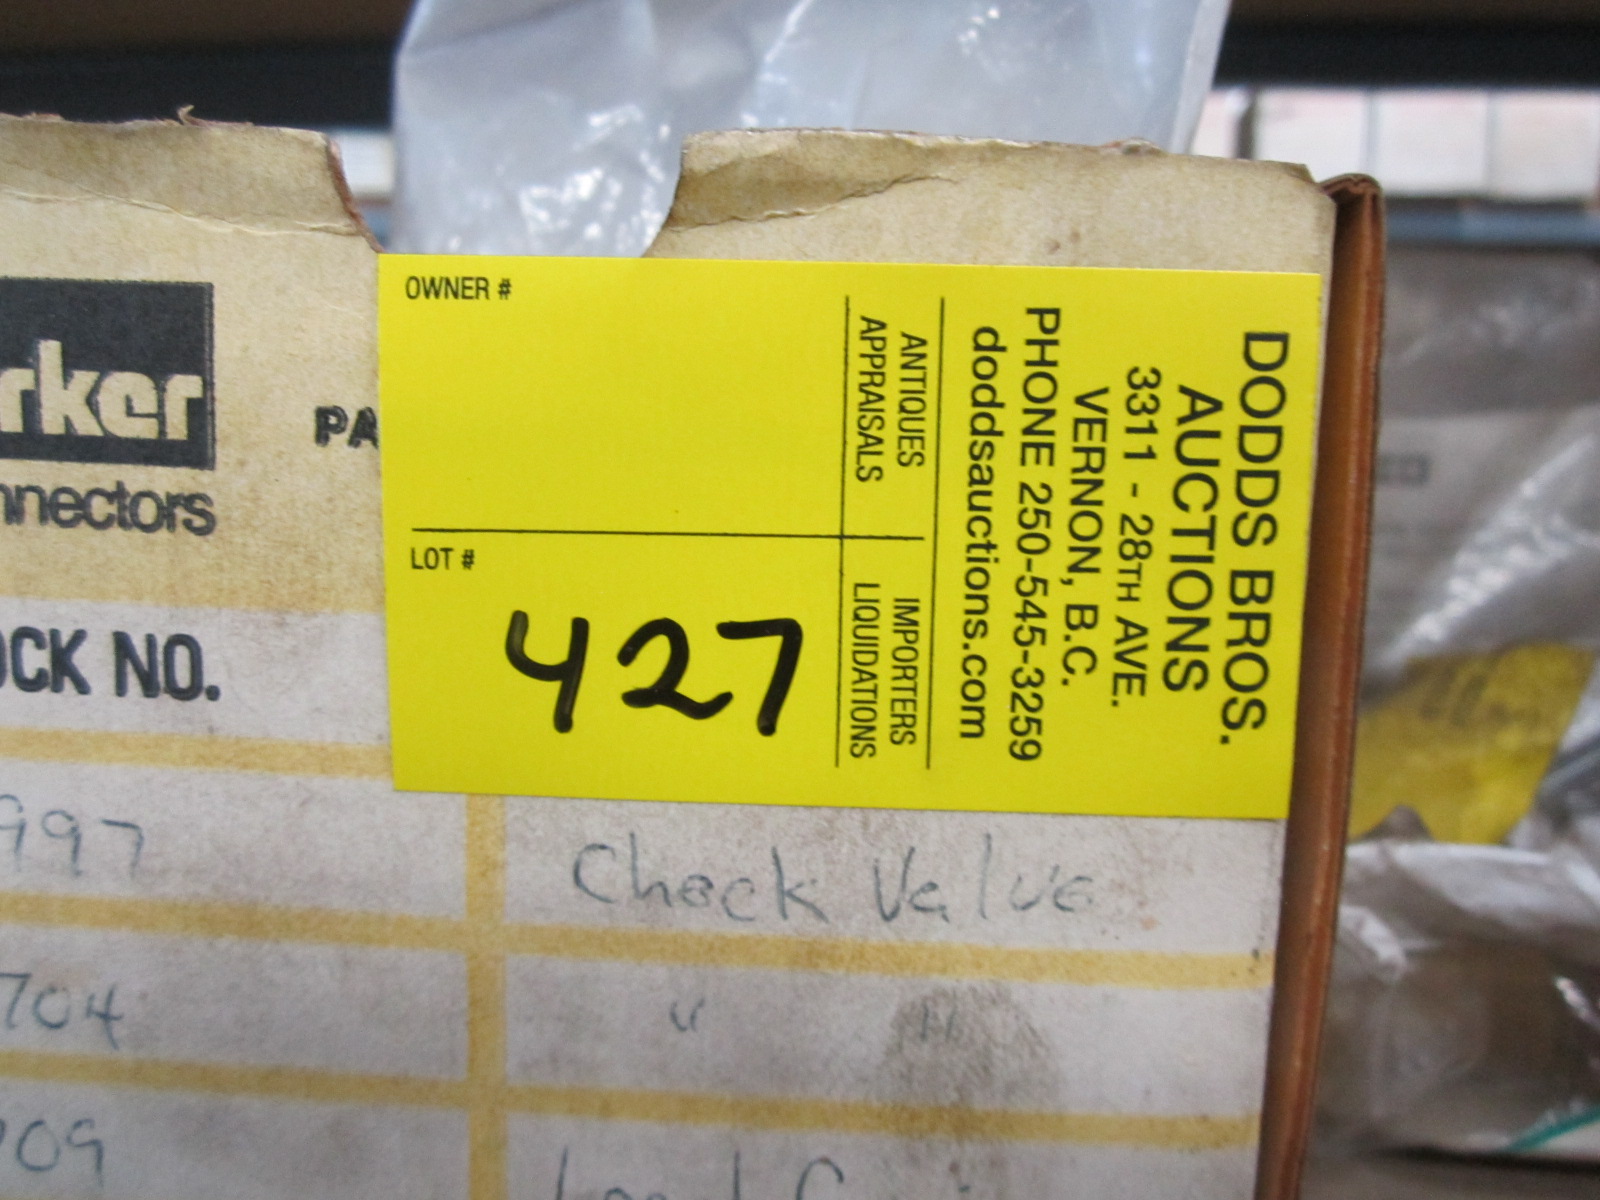 OWNER #
LOT #
427
ANTIQUES
APPRAISALS
IMPORTERS
LIQUIDATIONS
DODDS BROS.
AUCTIONS
3311 - 28TH AVE.
VERNON, B.C.
PHONE 250-545-3259
doddsauctions.com
rker
nnectors
PA
OCK NO.
997 Check Valve
704 " "
09